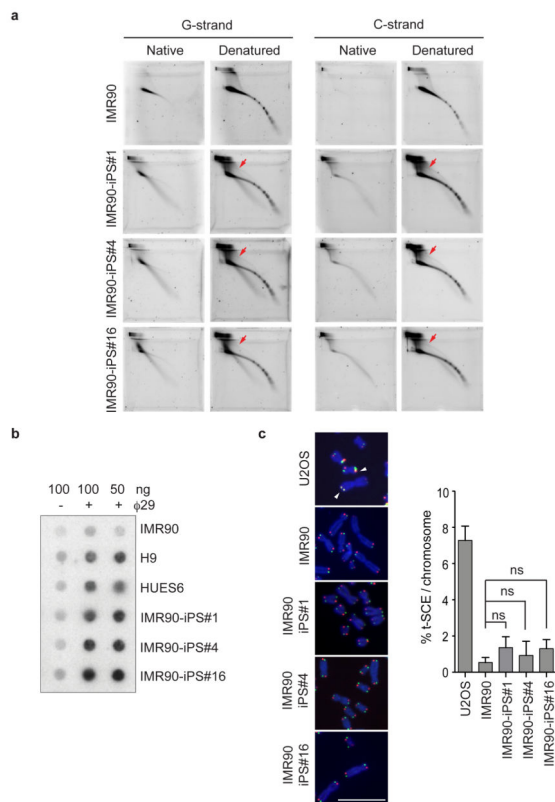 a
G-strand C-strand
Native Denatured Native Denatured
IMR90
IMR90-iPS#1
IMR90-iPS#4
IMR90-iPS#16
b
100 100 50 ng
- + + ϕ29
IMR90
H9
HUES6
IMR90-iPS#1
IMR90-iPS#4
IMR90-iPS#16
c
U2OS
IMR90
IMR90
iPS#1
IMR90
iPS#4
IMR90
iPS#16
% t-SCE / chromosome
10
8
6
4
2
0
ns
ns
ns
U2OS
IMR90
IMR90-iPS#1
IMR90-iPS#4
IMR90-iPS#16